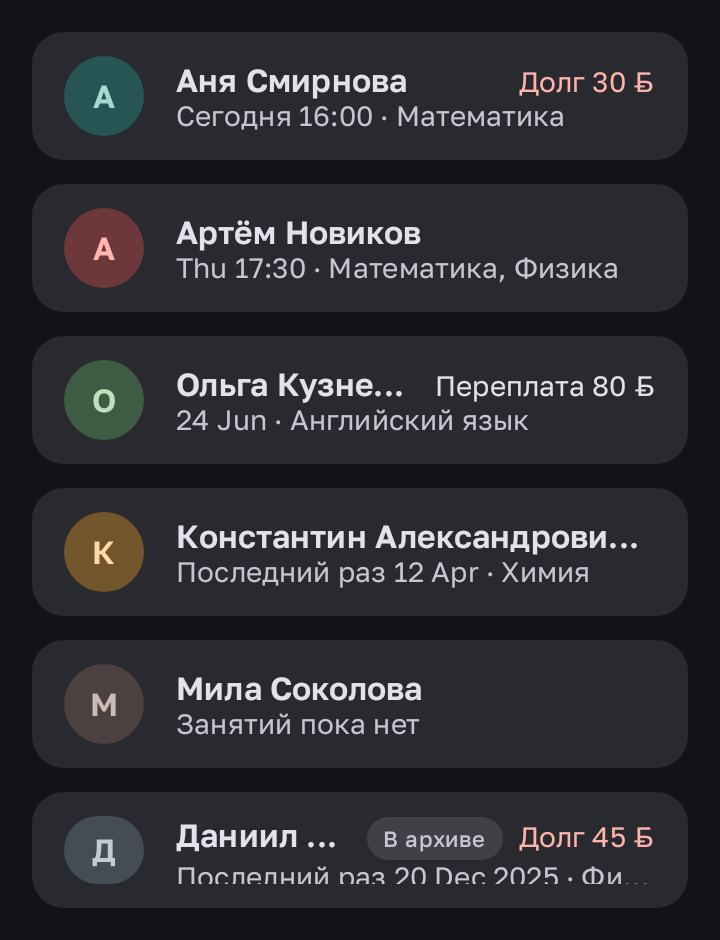 А
Аня Смирнова
Долг 30 Ƃ
Сегодня 16:00 · Математика
А
Артём Новиков
Thu 17:30 · Математика, Физика
О
Ольга Кузне...
Переплата 80 Ƃ
24 Jun · Английский язык
К
Константин Александрови...
Последний раз 12 Apr · Химия
М
Мила Соколова
Занятий пока нет
Д
Даниил ...
В архиве
Долг 45 Ƃ
Последний раз 20 Dec 2025 · Фи...